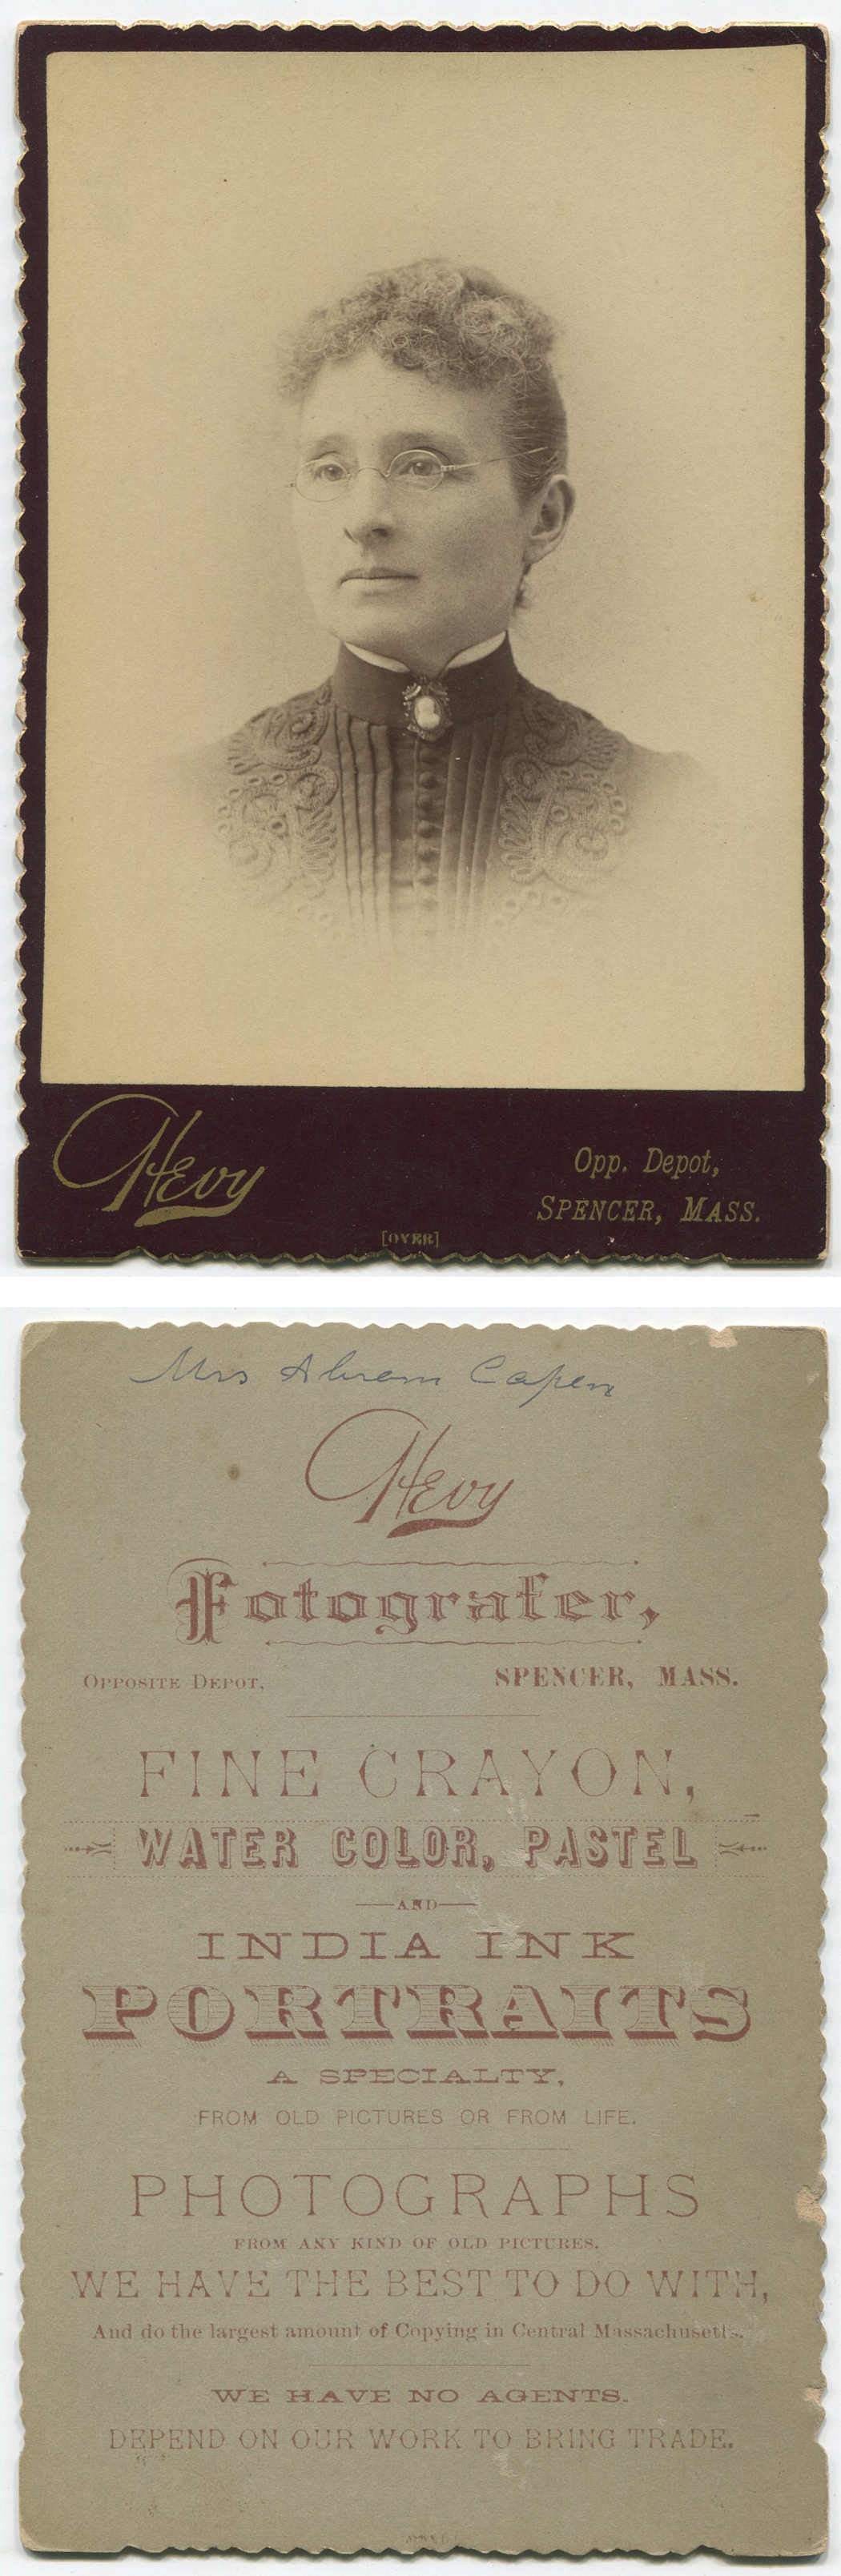 Hevy
Opp. Depot,
SPENCER, MASS.
[OVER]
Mrs Abrem Capen
Hevy
Fotografer,
OPPOSITE DEPOT, SPENCER, MASS.
FINE CRAYON,
WATER COLOR, PASTEL
AND
INDIA INK
PORTRAITS
A SPECIALTY,
FROM OLD PICTURES OR FROM LIFE.
PHOTOGRAPHS
FROM ANY KIND OF OLD PICTURES.
WE HAVE THE BEST TO DO WITH,
And do the largest amount of Copying in Central Massachusetts.
WE HAVE NO AGENTS.
DEPEND ON OUR WORK TO BRING TRADE.